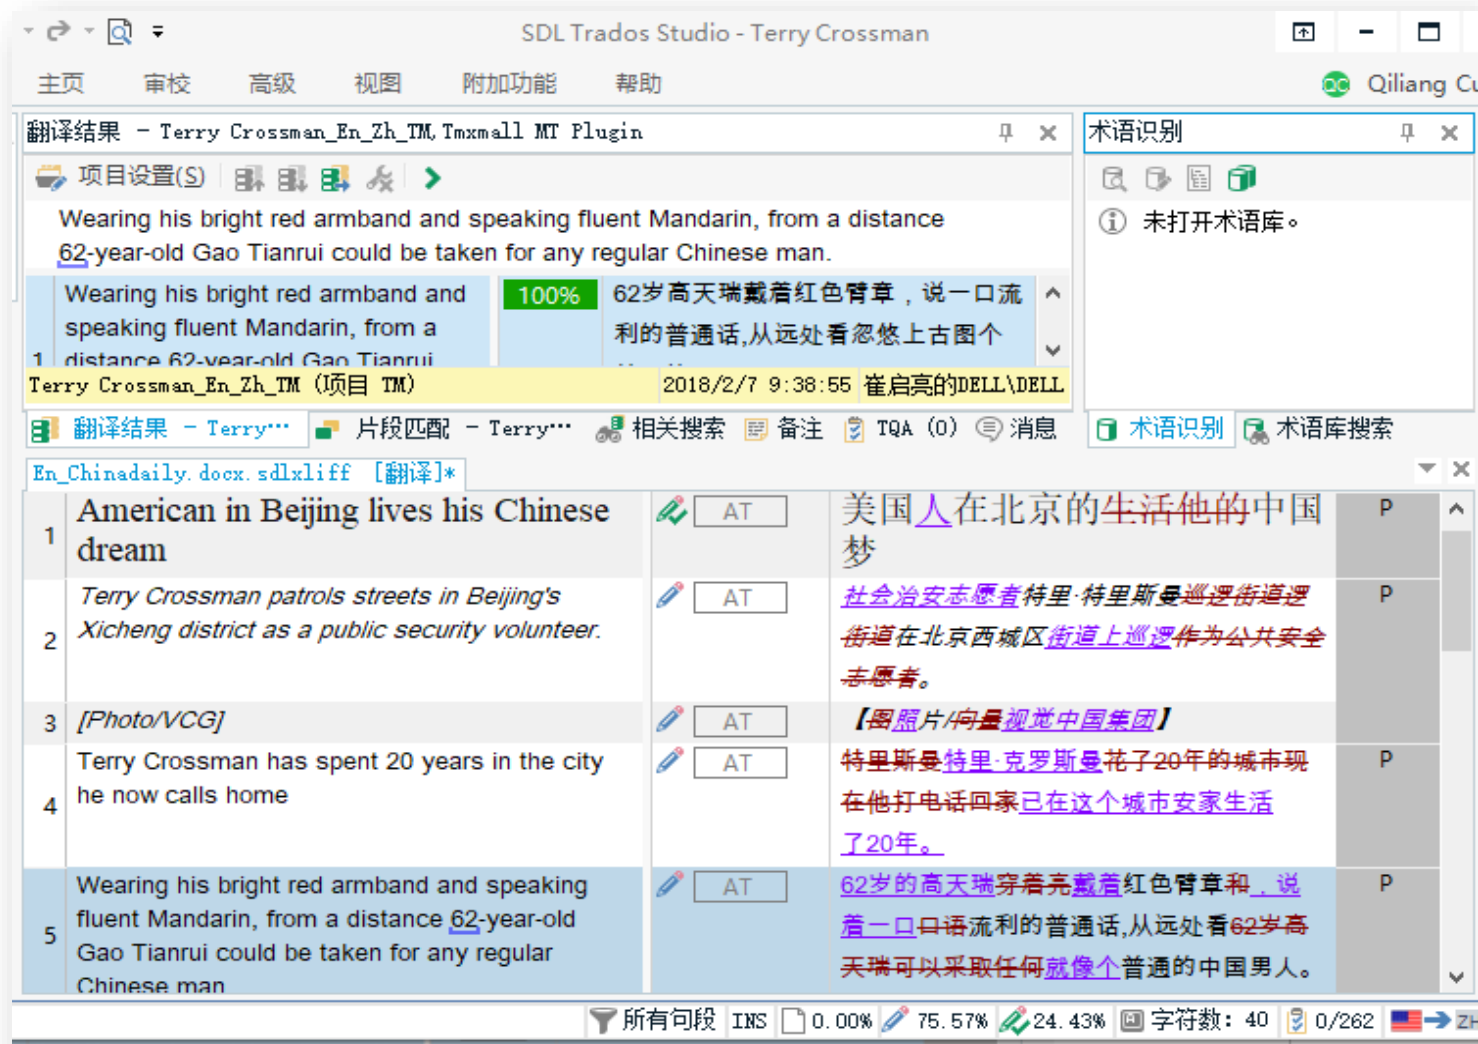 SDL Trados Studio - Terry Crossman
主页 审校 高级 视图 附加功能 帮助 QC Qiliang Cu
翻译结果 - Terry Crossman_En_Zh_TM,Tmxmall MT Plugin
术语识别
项目设置(S)
Wearing his bright red armband and speaking fluent Mandarin, from a distance
62-year-old Gao Tianrui could be taken for any regular Chinese man.
未打开术语库。
Wearing his bright red armband and
speaking fluent Mandarin, from a
1 distance 62-year-old Gao Tianrui
100%
62岁高天瑞戴着红色臂章，说一口流
利的普通话,从远处看忽悠上古图个
Terry Crossman_En_Zh_TM (项目 TM) 2018/2/7 9:38:55 崔启亮的DELL\DELL
翻译结果 - Terry… 片段匹配 - Terry… 相关搜索 备注 TQA (0) 消息
术语识别 术语库搜索
En_Chinadaily.docx.sdlxliff [翻译]*
1 American in Beijing lives his Chinese
dream
AT
美国人在北京的生活他的中国
梦
P
2 Terry Crossman patrols streets in Beijing's
Xicheng district as a public security volunteer.
AT
社会治安志愿者特里·特里斯曼巡逻街道逻
街道在北京西城区街道上巡逻作为公共安全
志愿者。
P
3 [Photo/VCG]
AT
【图照片/向量视觉中国集团】
P
4 Terry Crossman has spent 20 years in the city
he now calls home
AT
特里斯曼特里·克罗斯曼花了20年的城市现
在他打电话回家已在这个城市安家生活
了20年。
P
5 Wearing his bright red armband and speaking
fluent Mandarin, from a distance 62-year-old
Gao Tianrui could be taken for any regular
Chinese man
AT
62岁的高天瑞穿着亮戴着红色臂章和，说
着一口口语流利的普通话,从远处看62岁高
天瑞可以采取任何就像个普通的中国男人。
P
所有句段 INS 0.00% 75.57% 24.43% 字符数: 40 0/262 ZH